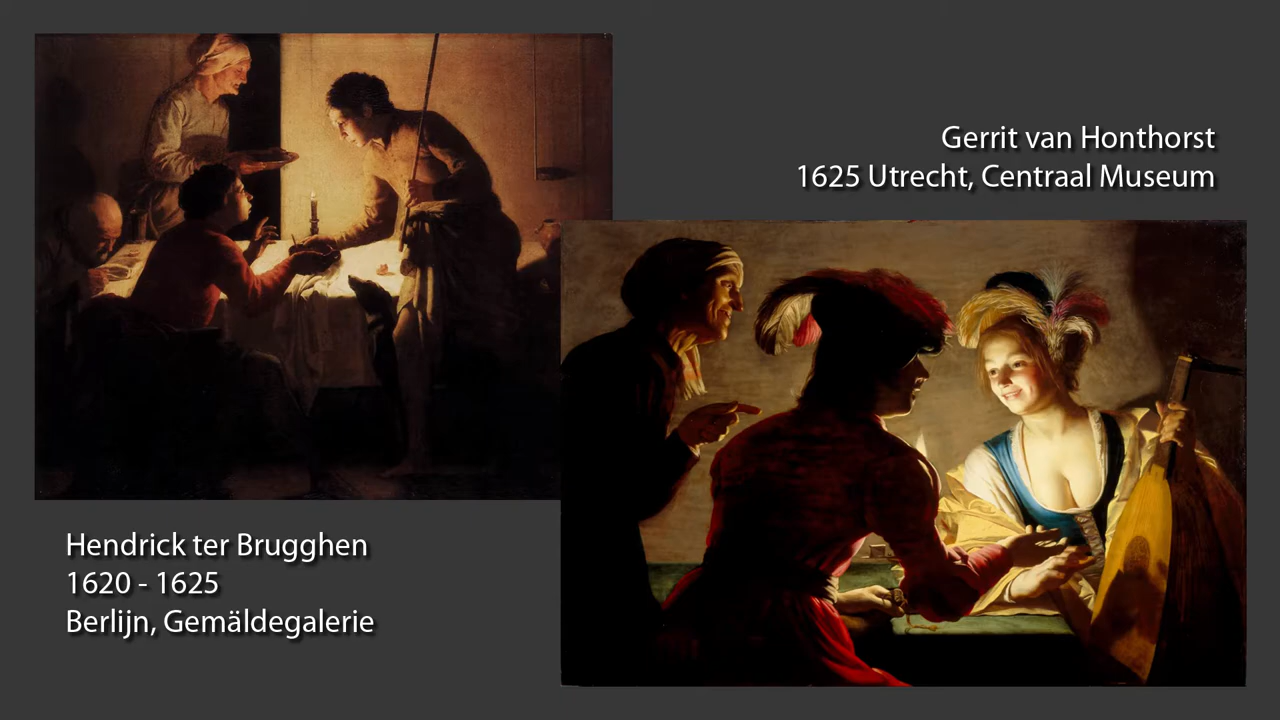 Gerrit van Honthorst
1625 Utrecht, Centraal Museum
Hendrick ter Brugghen
1620 - 1625
Berlijn, Gemäldegalerie